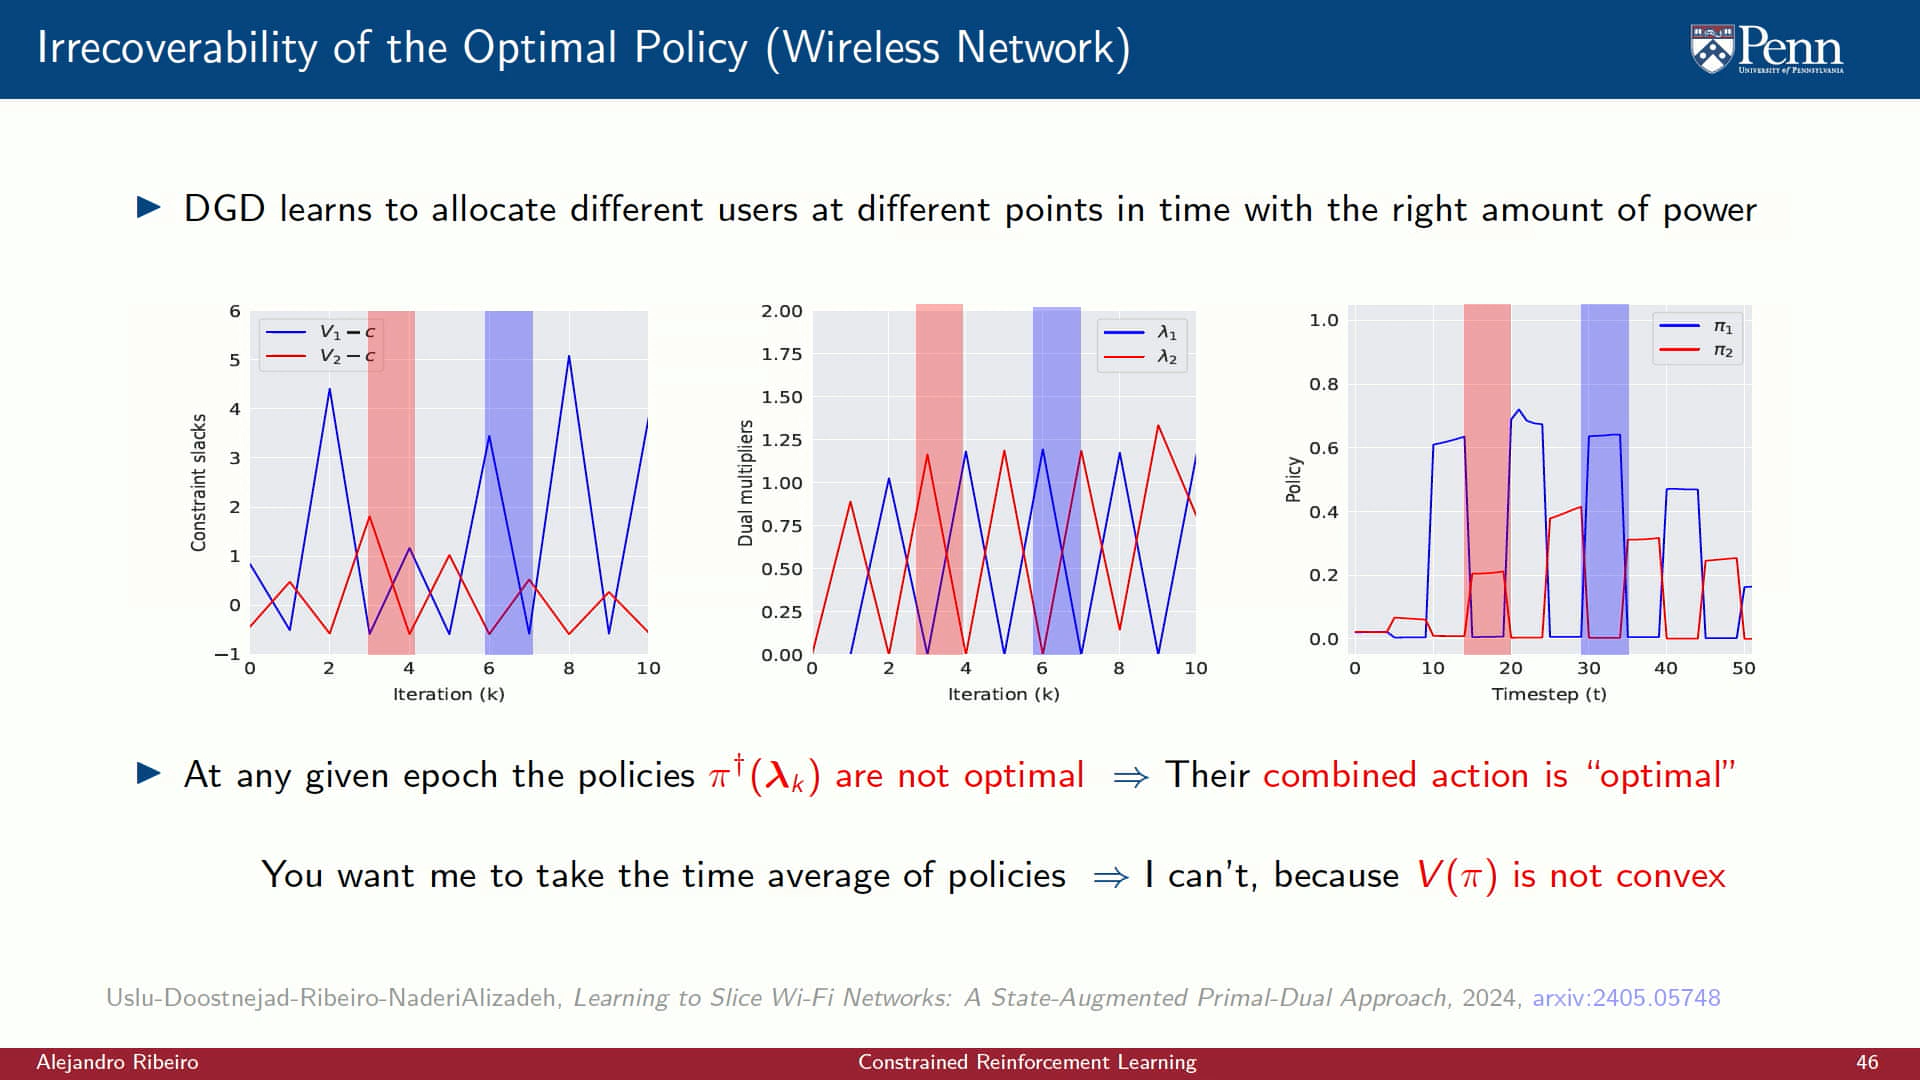 Irrecoverability of the Optimal Policy (Wireless Network)
Penn
UNIVERSITY of PENNSYLVANIA
▶ DGD learns to allocate different users at different points in time with the right amount of power
6
5
4
3
2
1
0
−1
0 2 4 6 8 10
Constraint slacks
Iteration (k)
V₁ − c
V₂ − c
2.00
1.75
1.50
1.25
1.00
0.75
0.50
0.25
0.00
0 2 4 6 8 10
Dual multipliers
Iteration (k)
λ₁
λ₂
1.0
0.8
0.6
0.4
0.2
0.0
0 10 20 30 40 50
Policy
Timestep (t)
π₁
π₂
▶ At any given epoch the policies π†(λₖ) are not optimal ⇒ Their combined action is “optimal”
You want me to take the time average of policies ⇒ I can't, because V(π) is not convex
Uslu-Doostnejad-Ribeiro-NaderiAlizadeh, Learning to Slice Wi-Fi Networks: A State-Augmented Primal-Dual Approach, 2024, arxiv:2405.05748
Alejandro Ribeiro Constrained Reinforcement Learning 46